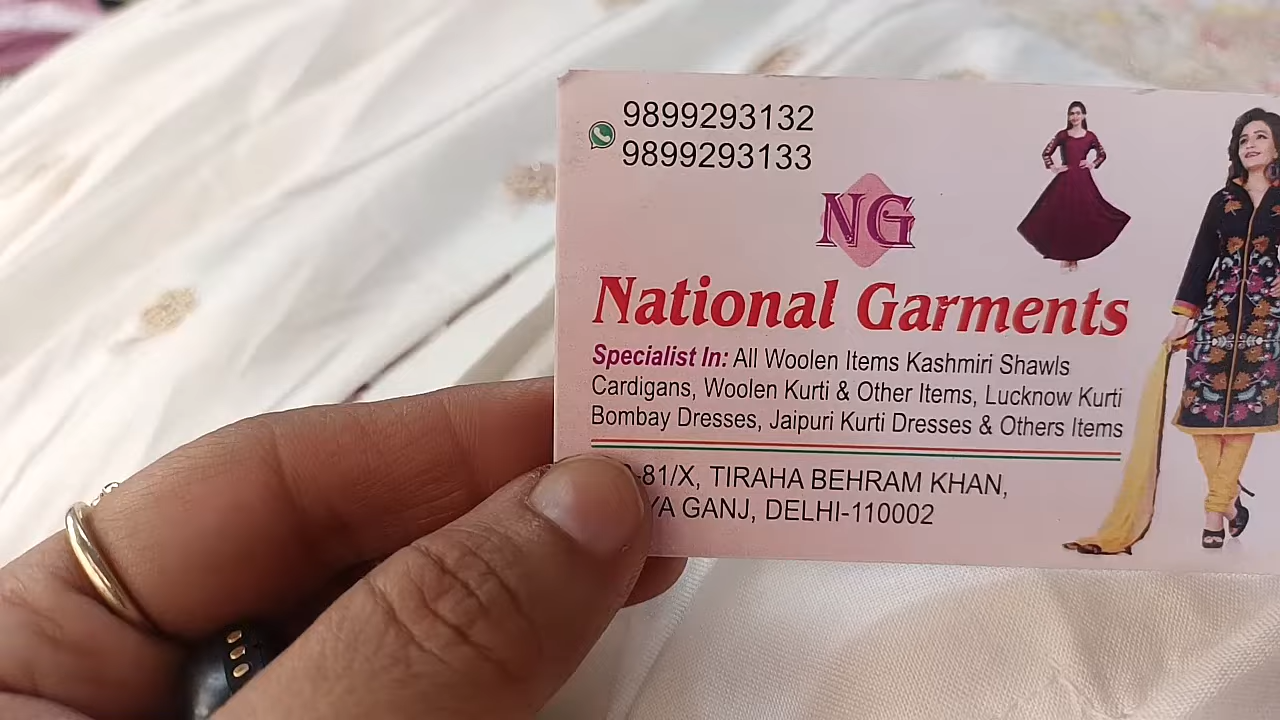 9899293132
9899293133
NG
National Garments
Specialist In: All Woolen Items Kashmiri Shawls
Cardigans, Woolen Kurti & Other Items, Lucknow Kurti
Bombay Dresses, Jaipuri Kurti Dresses & Others Items
-81/X, TIRAHA BEHRAM KHAN,
YA GANJ, DELHI-110002